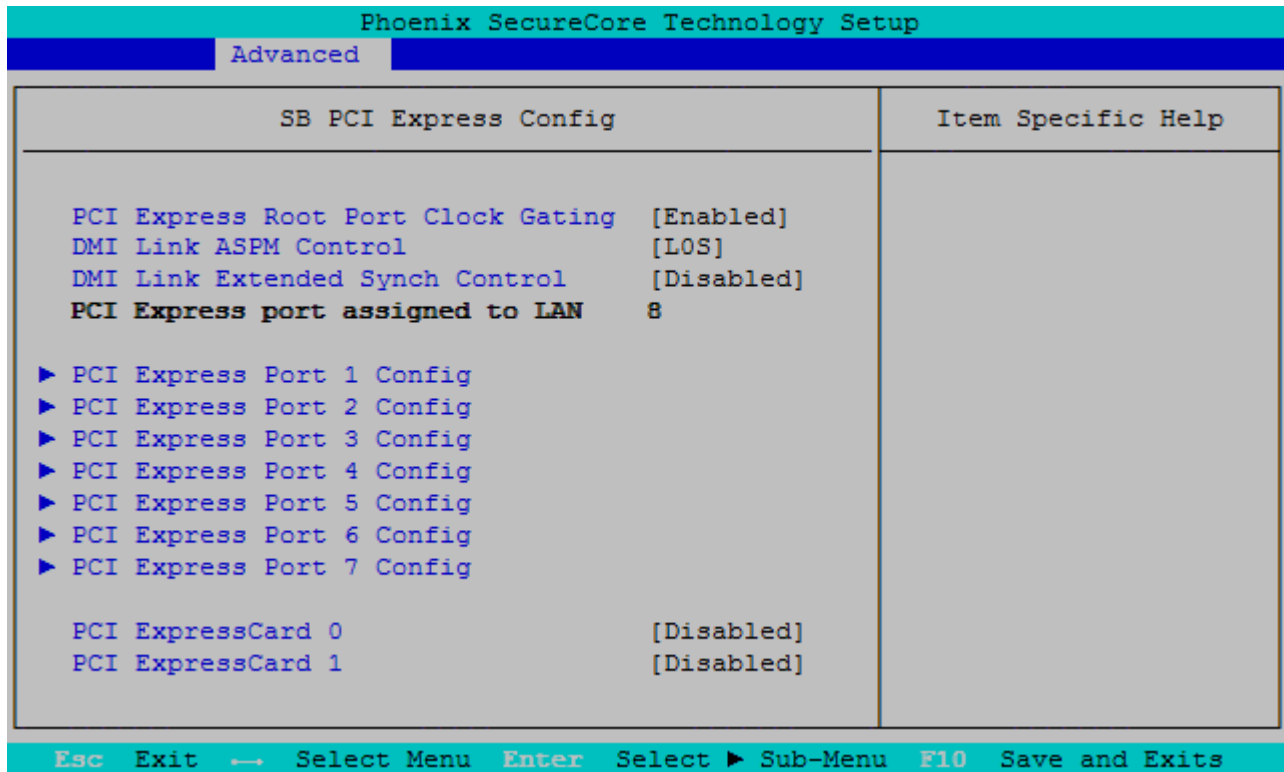 Phoenix SecureCore Technology Setup
Advanced
SB PCI Express Config
Item Specific Help
PCI Express Root Port Clock Gating [Enabled]
DMI Link ASPM Control [L0S]
DMI Link Extended Synch Control [Disabled]
PCI Express port assigned to LAN 8
► PCI Express Port 1 Config
► PCI Express Port 2 Config
► PCI Express Port 3 Config
► PCI Express Port 4 Config
► PCI Express Port 5 Config
► PCI Express Port 6 Config
► PCI Express Port 7 Config
PCI ExpressCard 0 [Disabled]
PCI ExpressCard 1 [Disabled]
Esc Exit ↔ Select Menu Enter Select ► Sub-Menu F10 Save and Exits